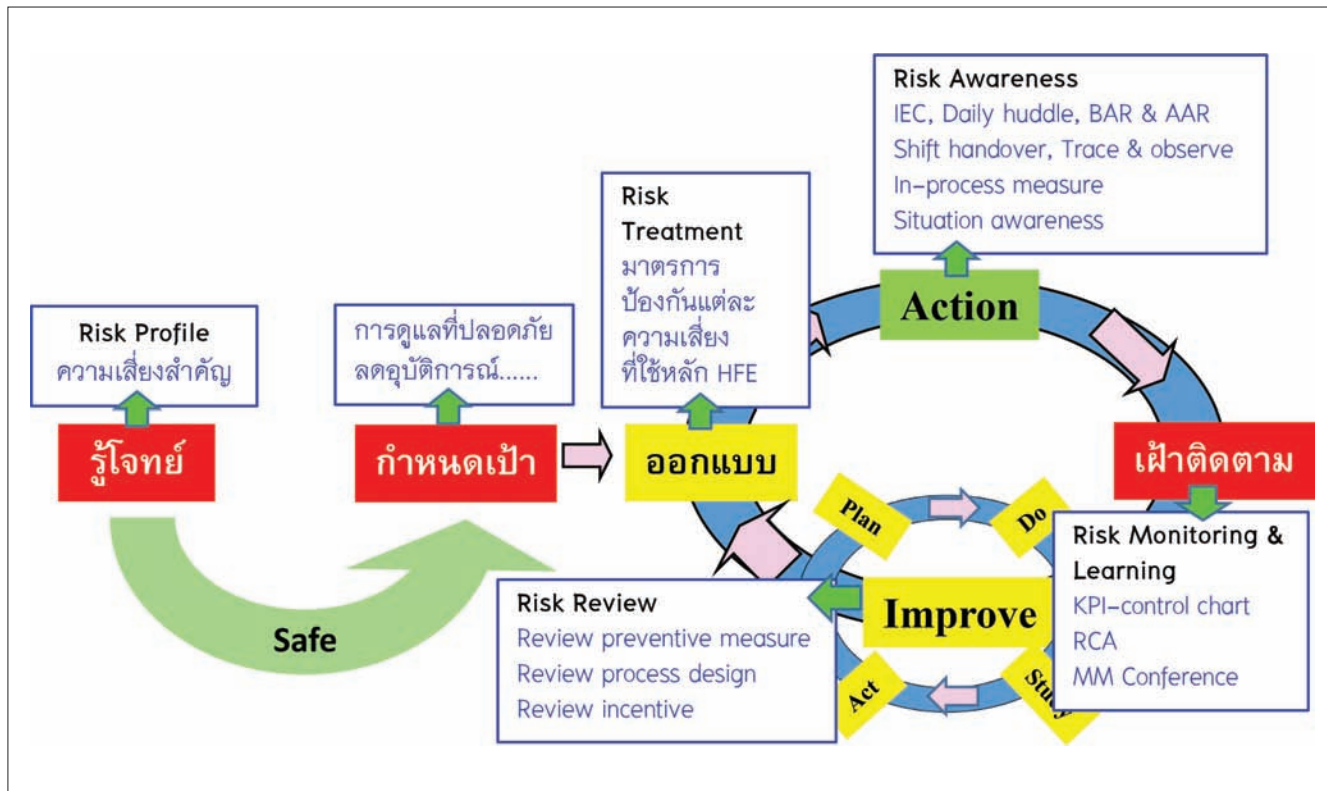 Risk Profile
ความเสี่ยงสำคัญ
รู้โจทย์
Safe
การดูแลที่ปลอดภัย
ลดอุบัติการณ์......
กำหนดเป้า
Risk
Treatment
มาตรการ
ป้องกันแต่ละ
ความเสี่ยง
ที่ใช้หลัก HFE
ออกแบบ
Risk Awareness
IEC, Daily huddle, BAR & AAR
Shift handover, Trace & observe
In-process measure
Situation awareness
Action
เฝ้าติดตาม
Risk Monitoring &
Learning
KPI-control chart
RCA
MM Conference
Plan
Do
Act
Improve
Risk Review
Review preventive measure
Review process design
Review incentive